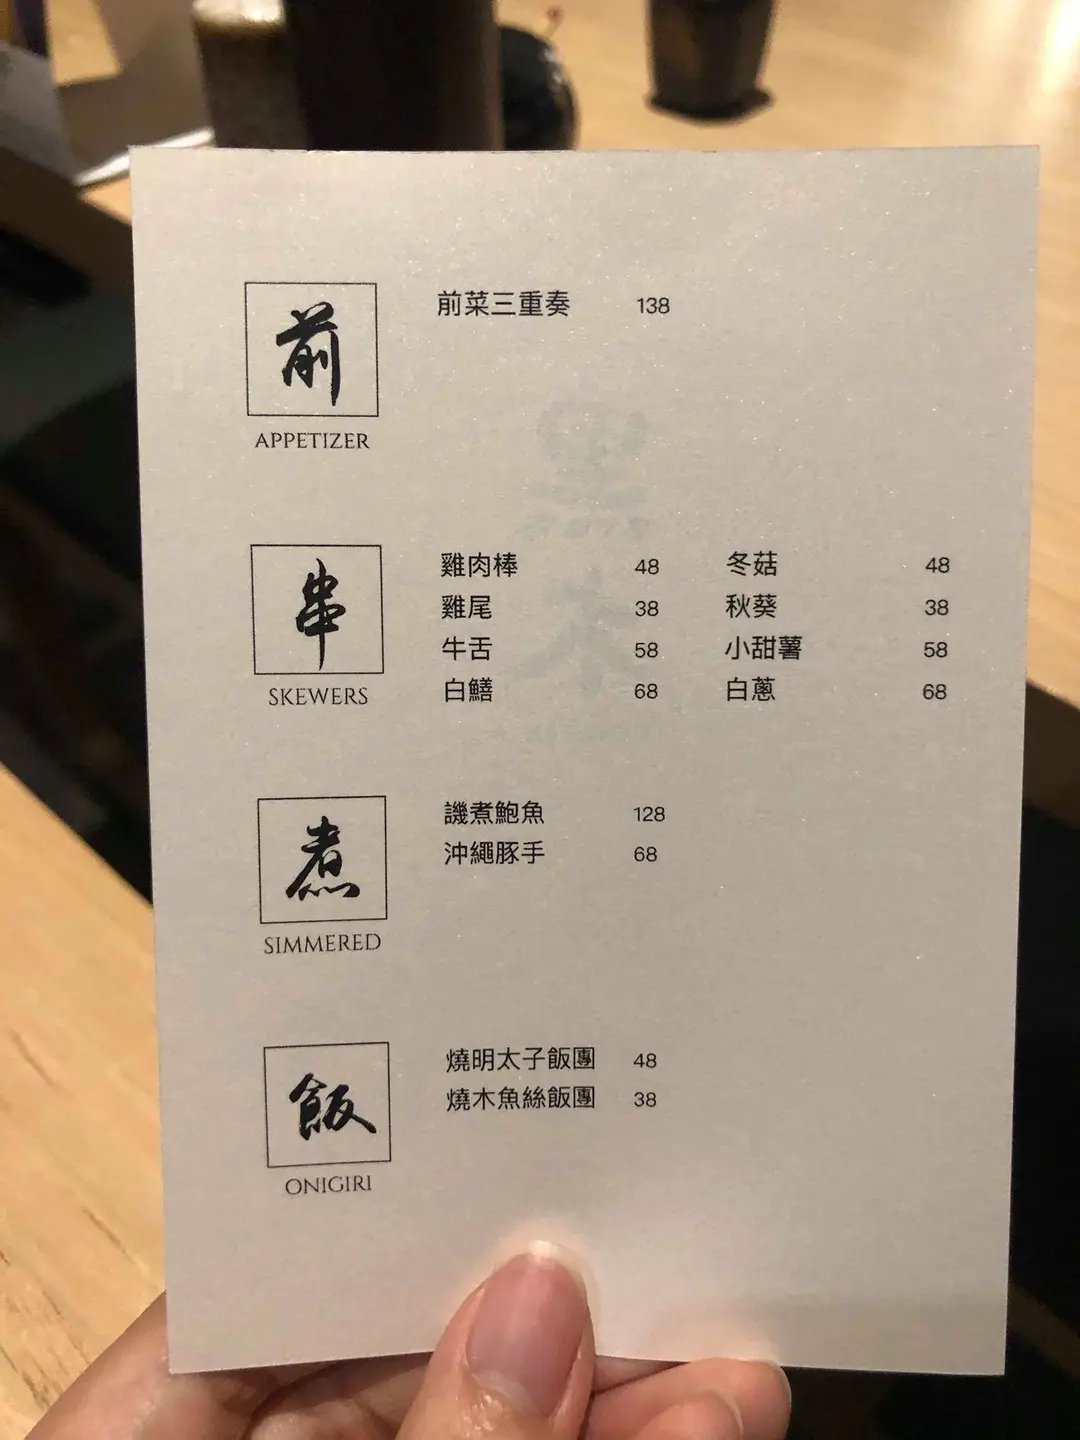 前
APPETIZER
前菜三重奏 138
串
SKEWERS
雞肉棒 48 冬菇 48
雞尾 38 秋葵 38
牛舌 58 小甜薯 58
白鱔 68 白蔥 68
煮
SIMMERED
譏煮鮑魚 128
沖繩豚手 68
飯
ONIGIRI
燒明太子飯團 48
燒木魚絲飯團 38
黑木